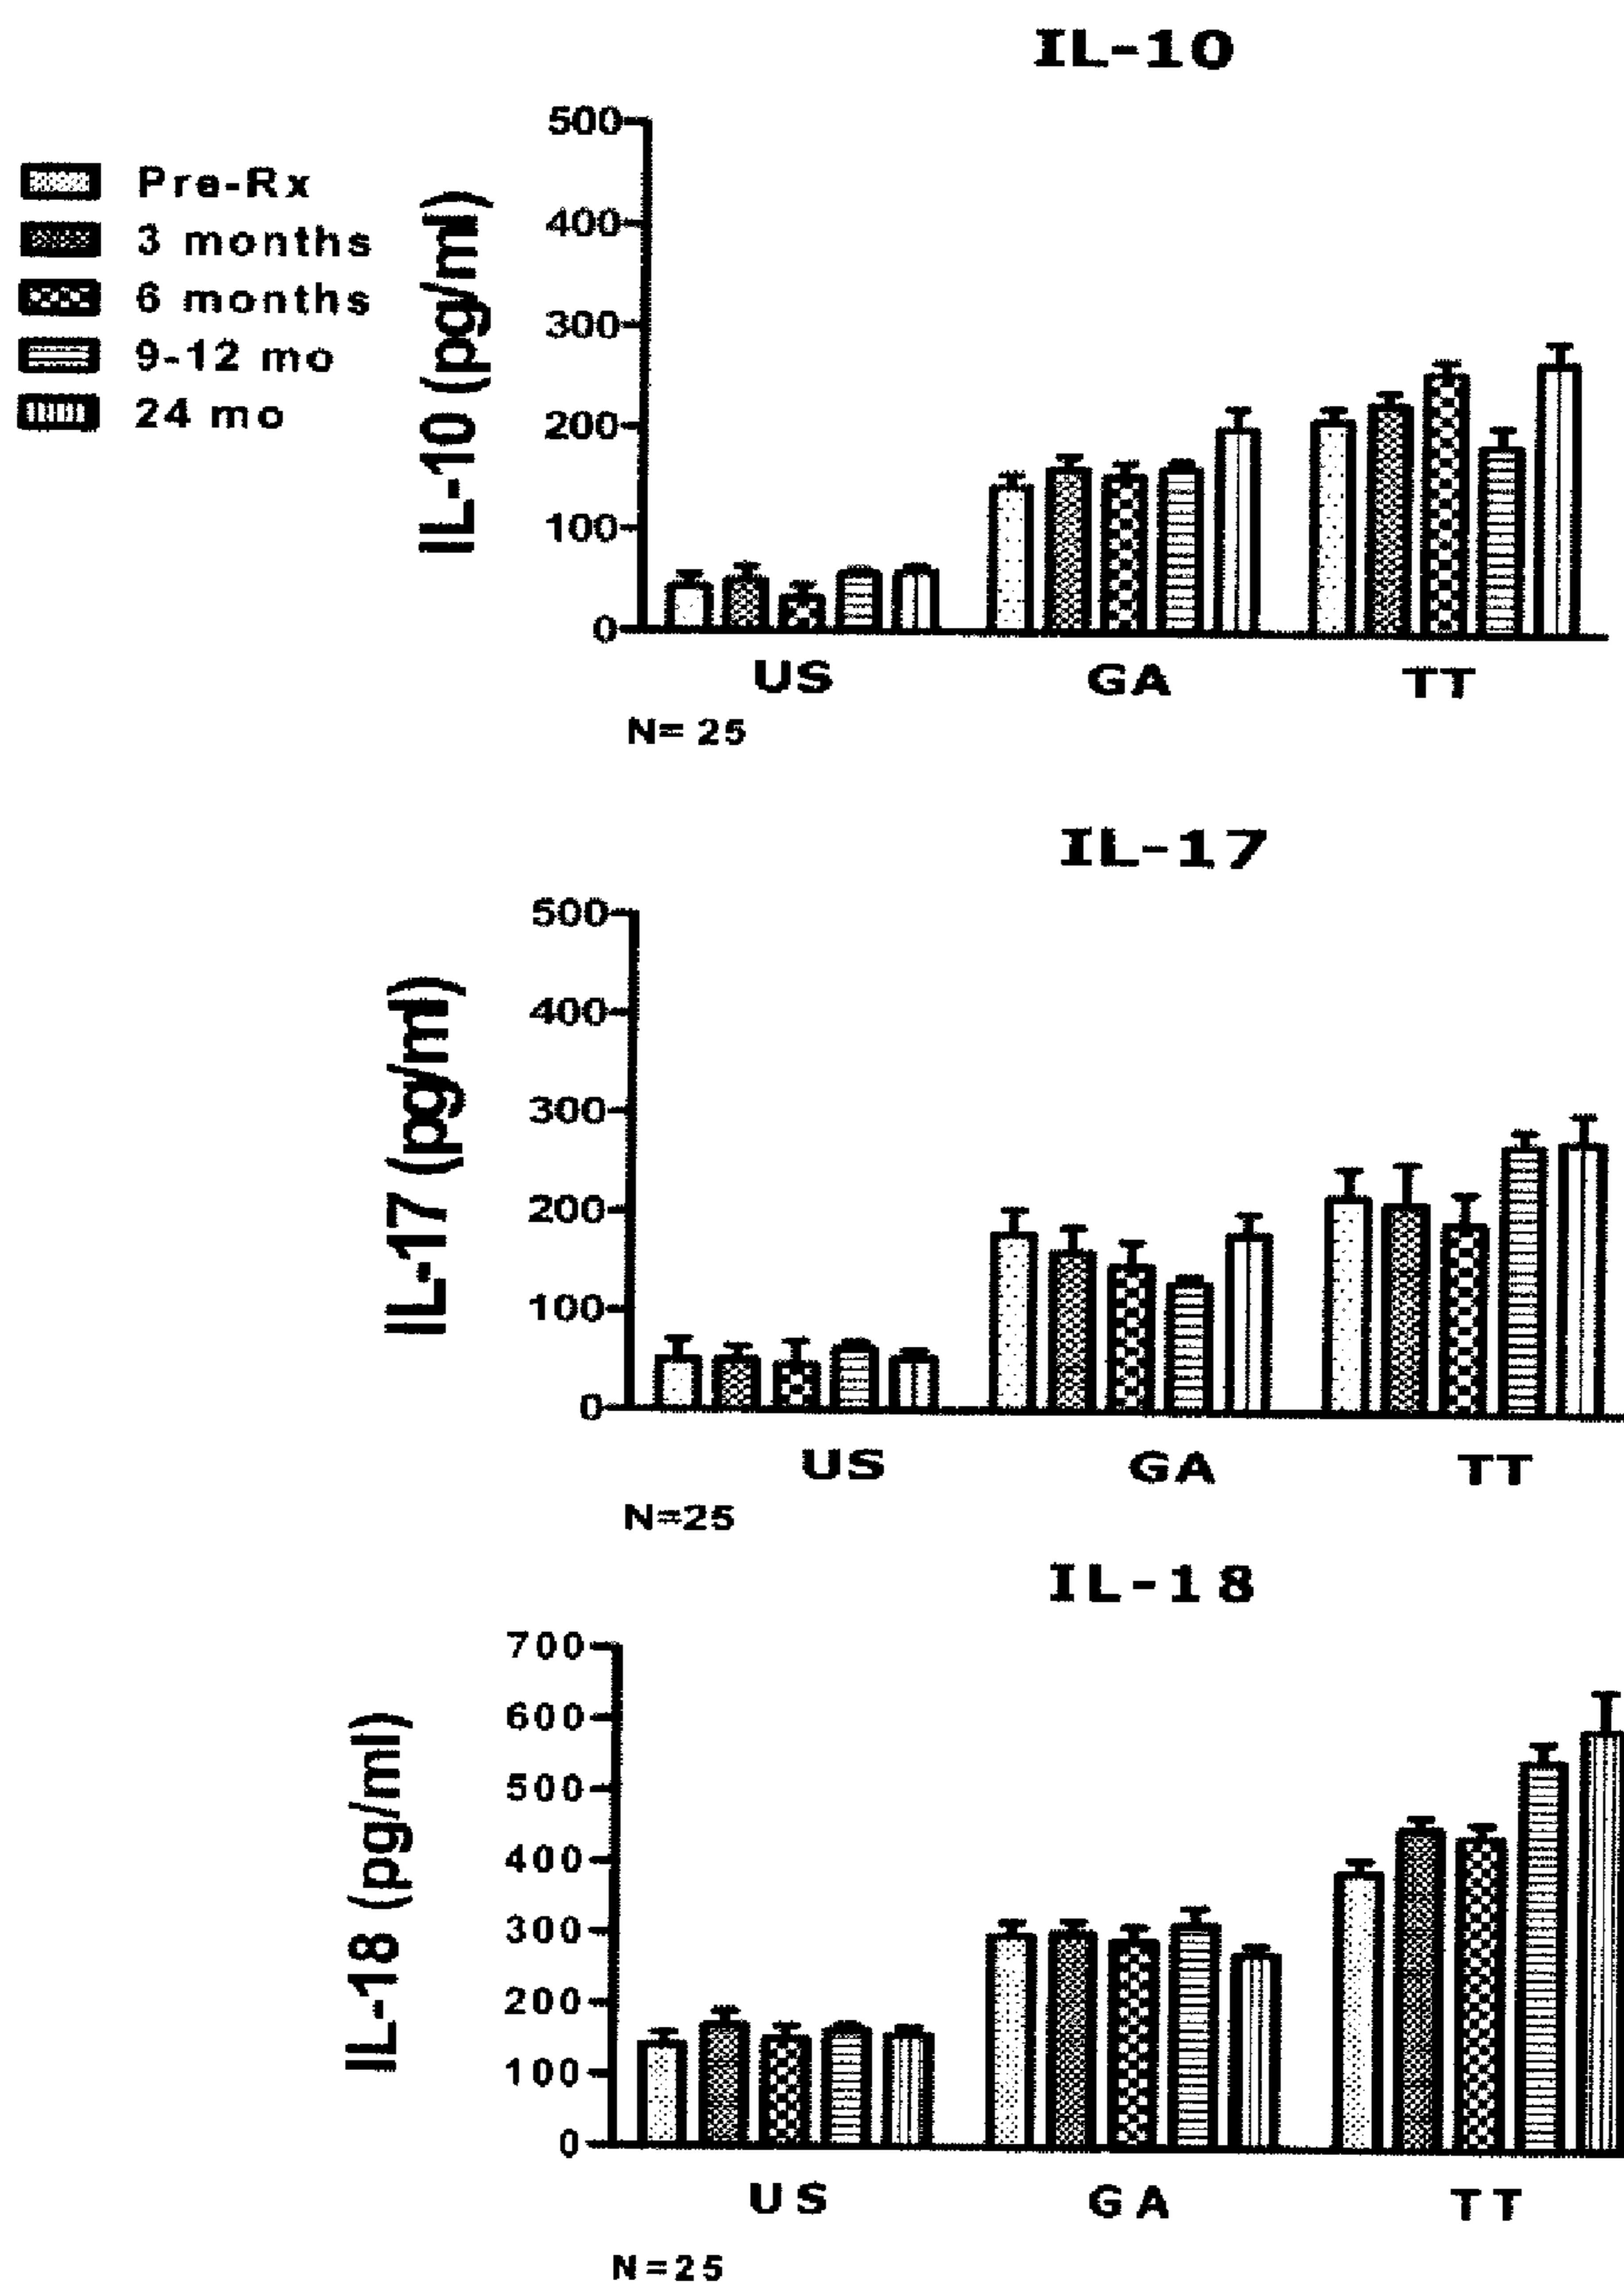 IL-10
Pre-Rx
3 months
6 months
9-12 mo
24 mo
IL-10 (pg/ml)
500
400
300
200
100
0
US GA TT
N= 25
IL-17
IL-17 (pg/ml)
500
400
300
200
100
0
US GA TT
N=25
IL-18
IL-18 (pg/ml)
700
600
500
400
300
200
100
0
US GA TT
N=25